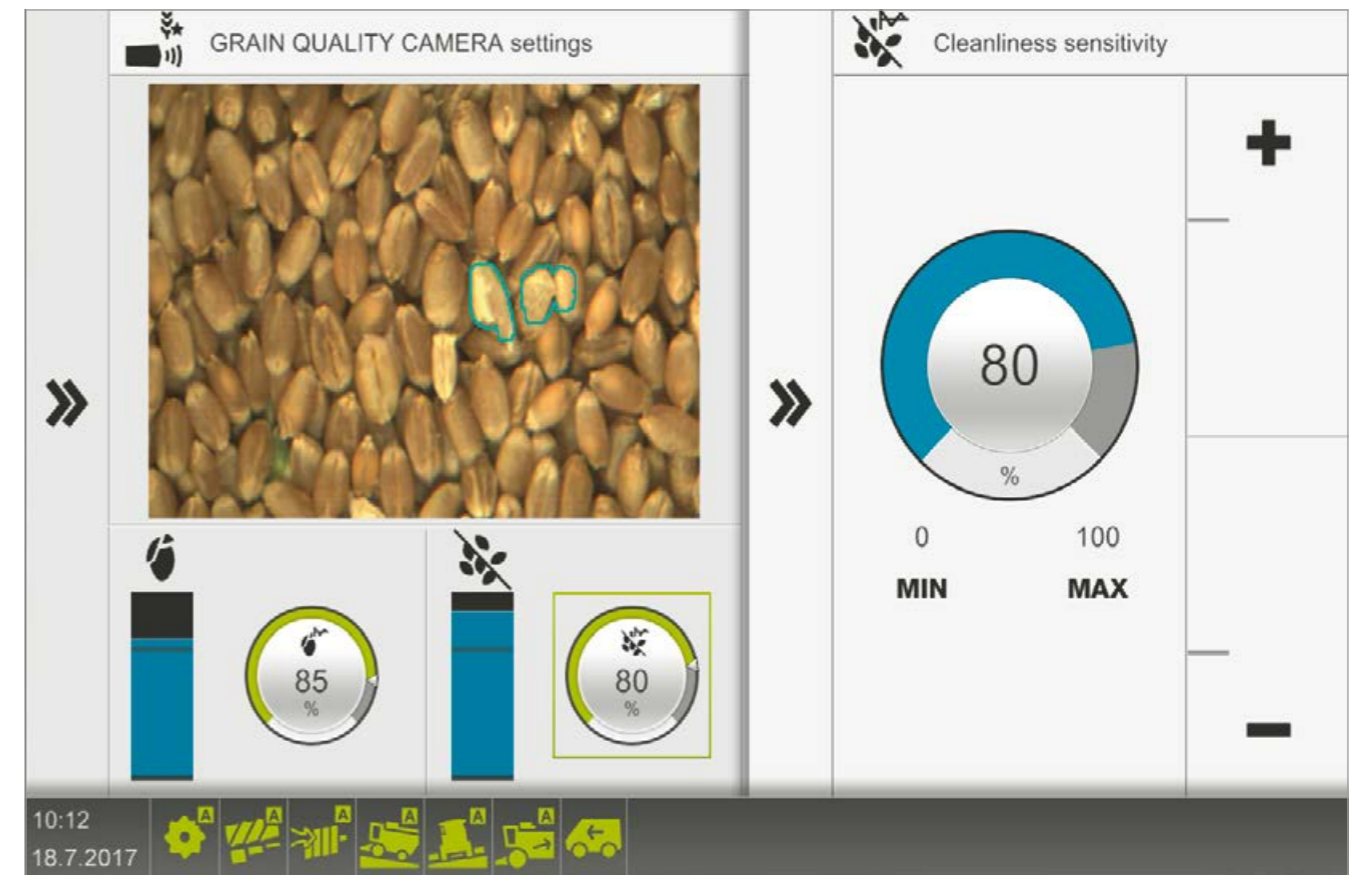 GRAIN QUALITY CAMERA settings
85
%
80
%
Cleanliness sensitivity
80
%
0 100
MIN MAX
10:12
18.7.2017
A A A A A A